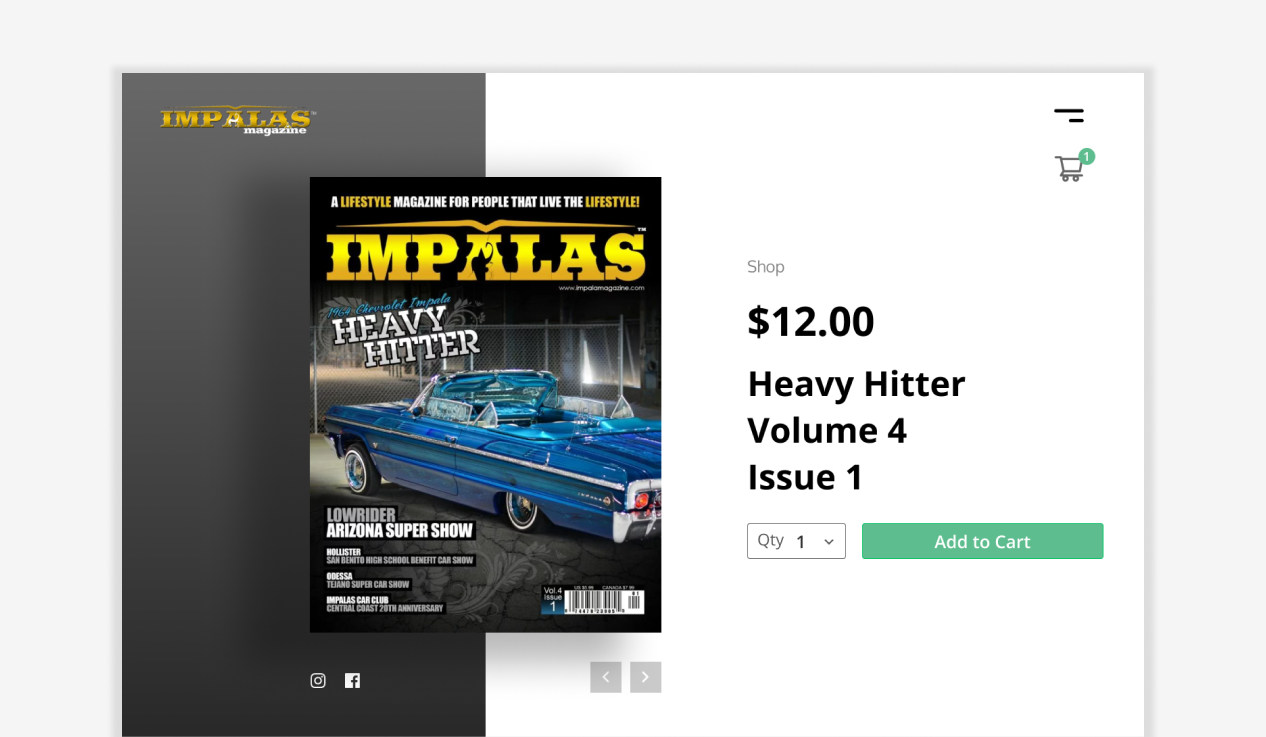 IMPALAS™
magazine
1
A LIFESTYLE MAGAZINE FOR PEOPLE THAT LIVE THE LIFESTYLE!
IMPALAS™
www.impalamagazine.com
1964 Chevrolet Impala
HEAVY
HITTER
LOWRIDER
ARIZONA SUPER SHOW
HOLLISTER
SAN BENITO HIGH SCHOOL BENEFIT CAR SHOW
ODESSA
TEJANO SUPER CAR SHOW
IMPALAS CAR CLUB
CENTRAL COAST 20TH ANNIVERSARY
Vol.4
Issue
1
Shop
$12.00
Heavy Hitter
Volume 4
Issue 1
Qty 1
Add to Cart